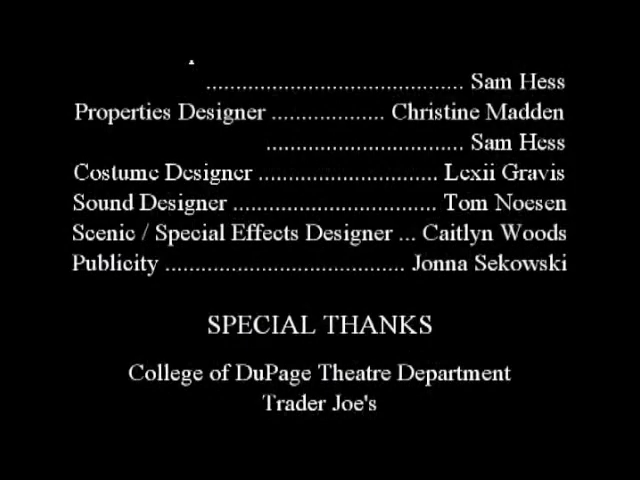 .......................................... Sam Hess
Properties Designer ................... Christine Madden
................................. Sam Hess
Costume Designer .............................. Lexii Gravis
Sound Designer .................................. Tom Noesen
Scenic / Special Effects Designer ... Caitlyn Woods
Publicity ........................................ Jonna Sekowski
SPECIAL THANKS
College of DuPage Theatre Department
Trader Joe's